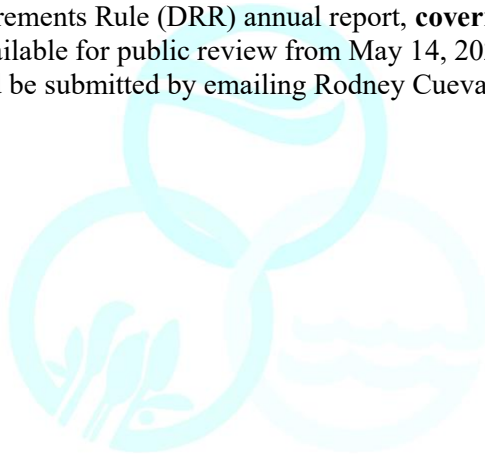 rements Rule (DRR) annual report, cover
ailable for public review from May 14, 20
be submitted by emailing Rodney Cueva